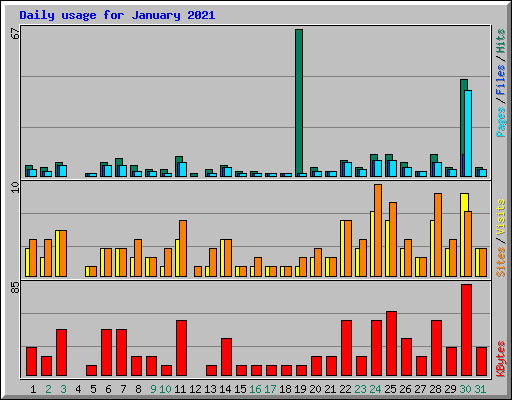 Daily usage for January 2021
67
Pages / Files / Hits
10
Sites / Visits
85
KBytes
1 2 3 4 5 6 7 8 9 10 11 12 13 14 15 16 17 18 19 20 21 22 23 24 25 26 27 28 29 30 31